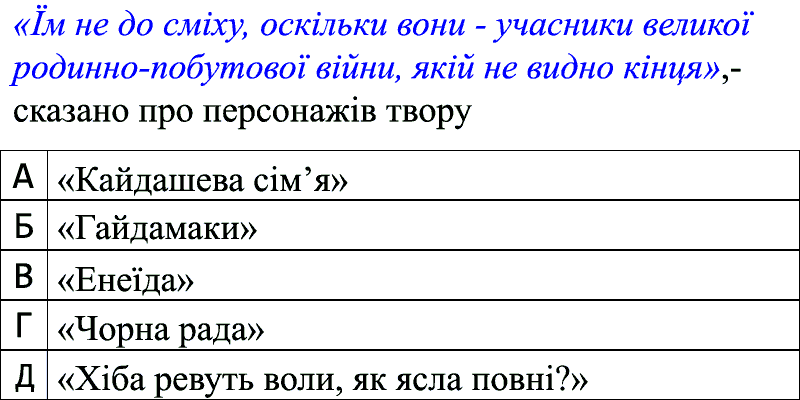 «Їм не до сміху, оскільки вони - учасники великої
родинно-побутової війни, якій не видно кінця»,-
сказано про персонажів твору
А «Кайдашева сім’я»
Б «Гайдамаки»
В «Енеїда»
Г «Чорна рада»
Д «Хіба ревуть воли, як ясла повні?»